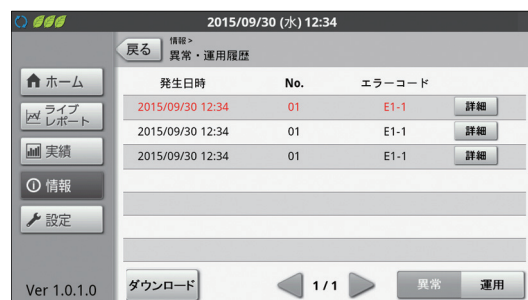 2015/09/30 (水) 12:34
戻る
情報>
異常・運用履歴
ホーム
ライブ
レポート
実績
情報
設定
Ver 1.0.1.0
発生日時 No. エラーコード
2015/09/30 12:34 01 E1-1 詳細
2015/09/30 12:34 01 E1-1 詳細
2015/09/30 12:34 01 E1-1 詳細
ダウンロード 1/1 異常 運用